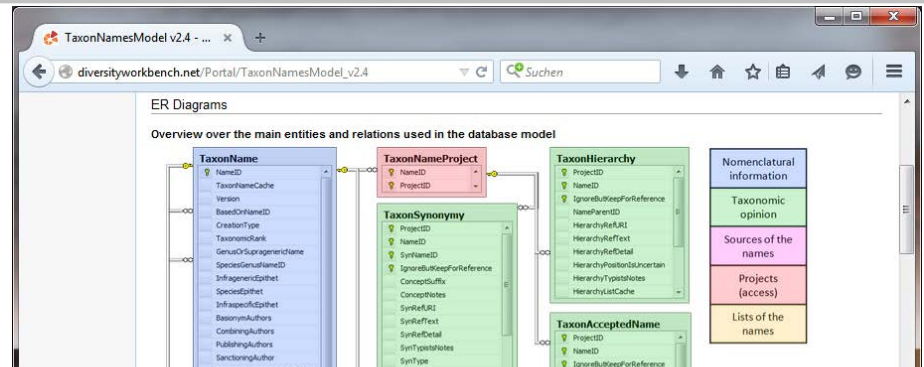 TaxonNamesModel v2.4 - ...
diversityworkbench.net/Portal/TaxonNamesModel_v2.4
Suchen
ER Diagrams
Overview over the main entities and relations used in the database model
TaxonName
NameID
TaxonNameCache
Version
BasedOnNameID
CreationType
TaxonomicRank
GenusOrSupragenericName
SpeciesGenusNameID
InfragenericEpithet
SpeciesEpithet
InfraspecificEpithet
BasionymAuthors
CombiningAuthors
PublishingAuthors
SanctioningAuthor
TaxonNameProject
NameID
ProjectID
TaxonSynonymy
ProjectID
NameID
SynNameID
IgnoreButKeepForReference
ConceptSuffix
ConceptNotes
SynRefURI
SynRefText
SynRefDetail
SynTypistsNotes
SynType
TaxonHierarchy
ProjectID
NameID
IgnoreButKeepForReference
NameParentID
HierarchyRefURI
HierarchyRefText
HierarchyRefDetail
HierarchyPositionIsUncertain
HierarchyTypistsNotes
HierarchyListCache
TaxonAcceptedName
ProjectID
NameID
IgnoreButKeepForReference
Nomenclatural
information
Taxonomic
opinion
Sources of the
names
Projects
(access)
Lists of the
names